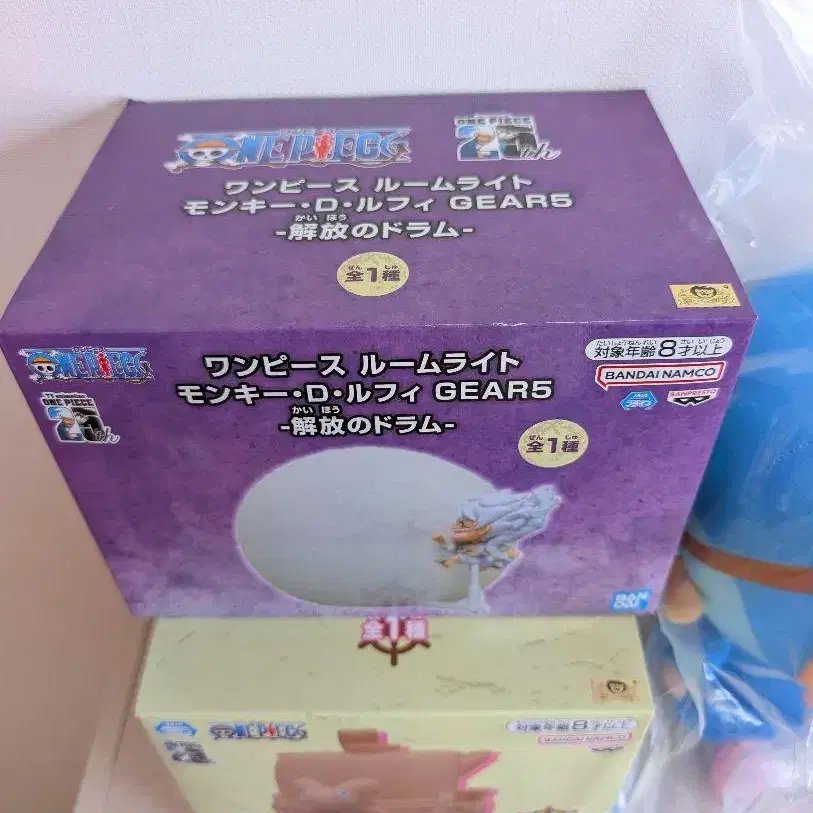 ONE PIECE
ONE PIECE
25th
ワンピース ルームライト
モンキー・D・ルフィ GEAR5
かい ほう
-解放のドラム-
ぜん しゅ
全1種
ONE PIECE
TV animation
ONE PIECE
25th
ワンピース ルームライト
モンキー・D・ルフィ GEAR5
かい ほう
-解放のドラム-
ぜん しゅ
全1種
たいしょうねんれい さい いじょう
対象年齢8才以上
BANDAI NAMCO
BANPRESTO
BAN
DAI
全1種
ONE PIECE
対象年齢8才以上
BANDAI NAMCO